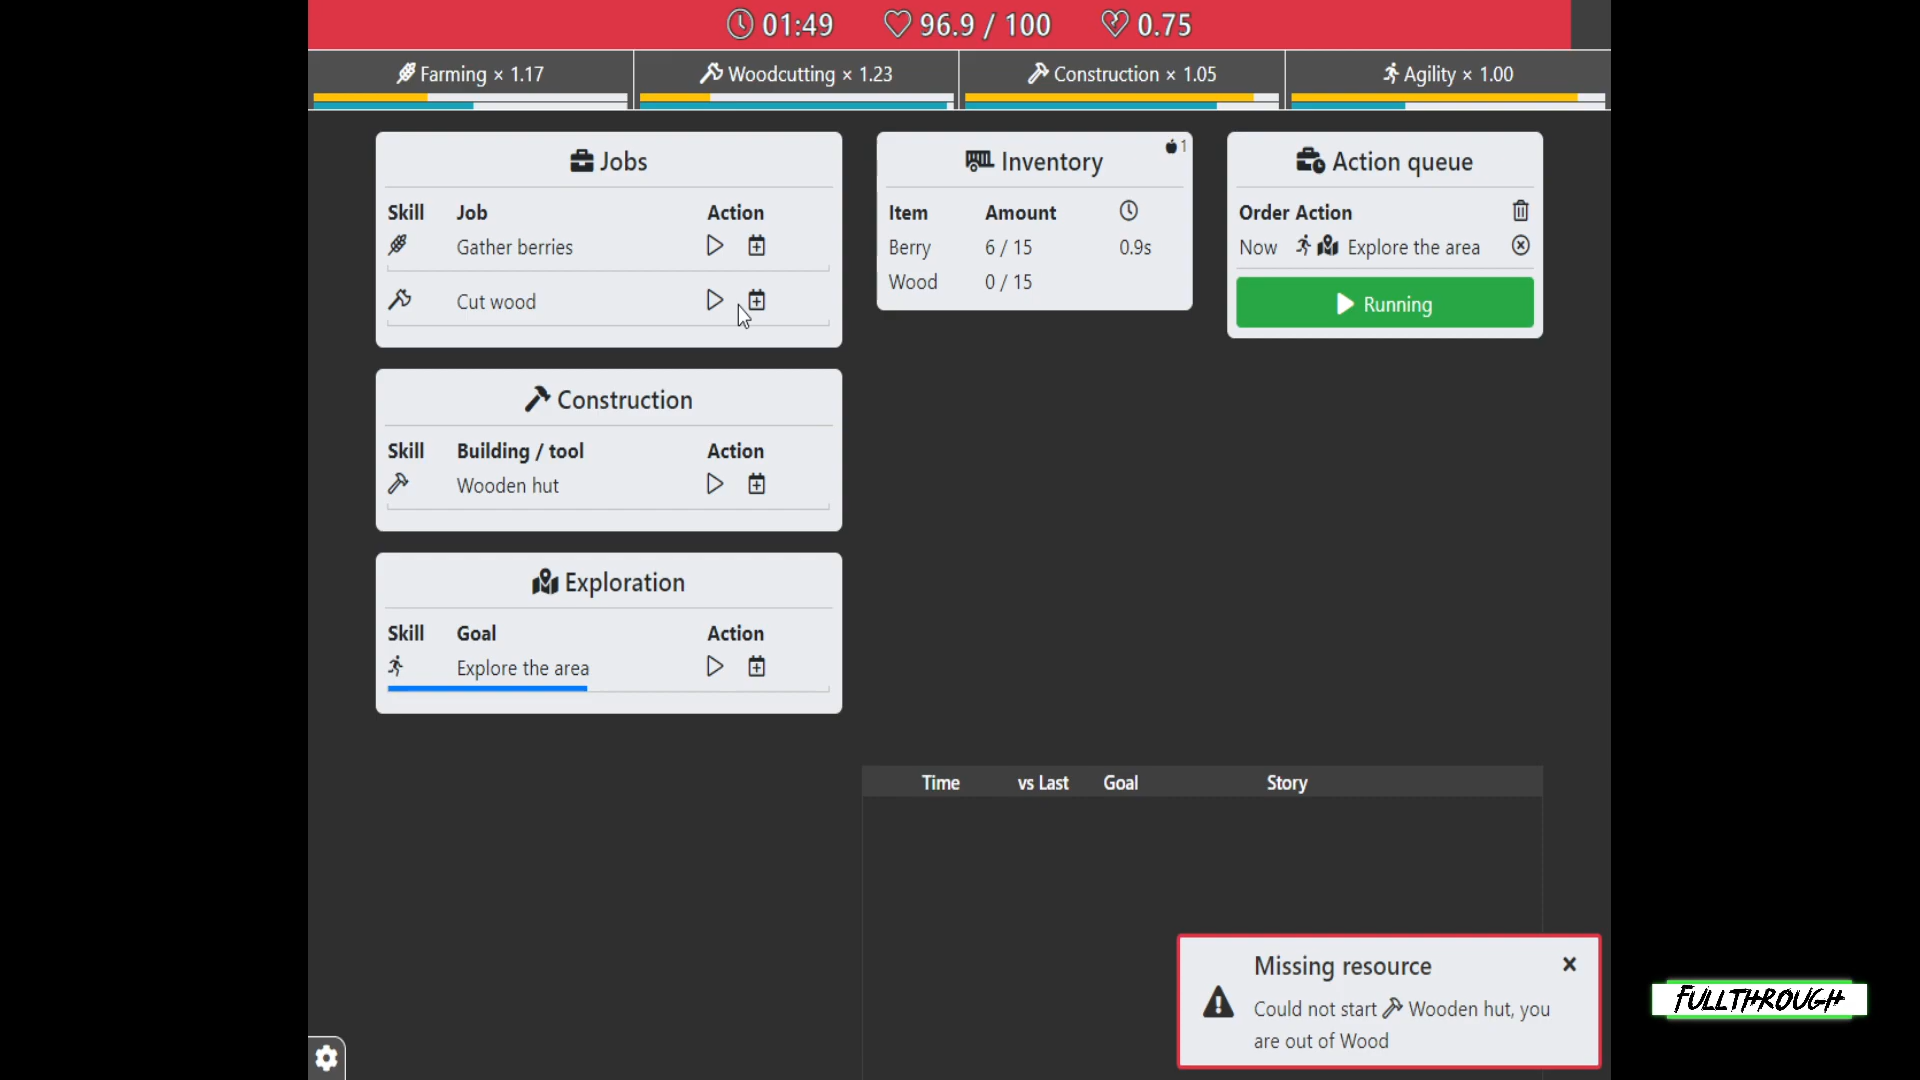 01:49 96.9 / 100 0.75
Farming × 1.17 Woodcutting × 1.23 Construction × 1.05 Agility × 1.00
Jobs
Skill Job Action
Gather berries
Cut wood
Construction
Skill Building / tool Action
Wooden hut
Exploration
Skill Goal Action
Explore the area
Inventory
1
Item Amount
Berry 6 / 15 0.9s
Wood 0 / 15
Action queue
Order Action
Now Explore the area
Running
Time vs Last Goal Story
Missing resource
Could not start Wooden hut, you
are out of Wood
FULLTHROUGH